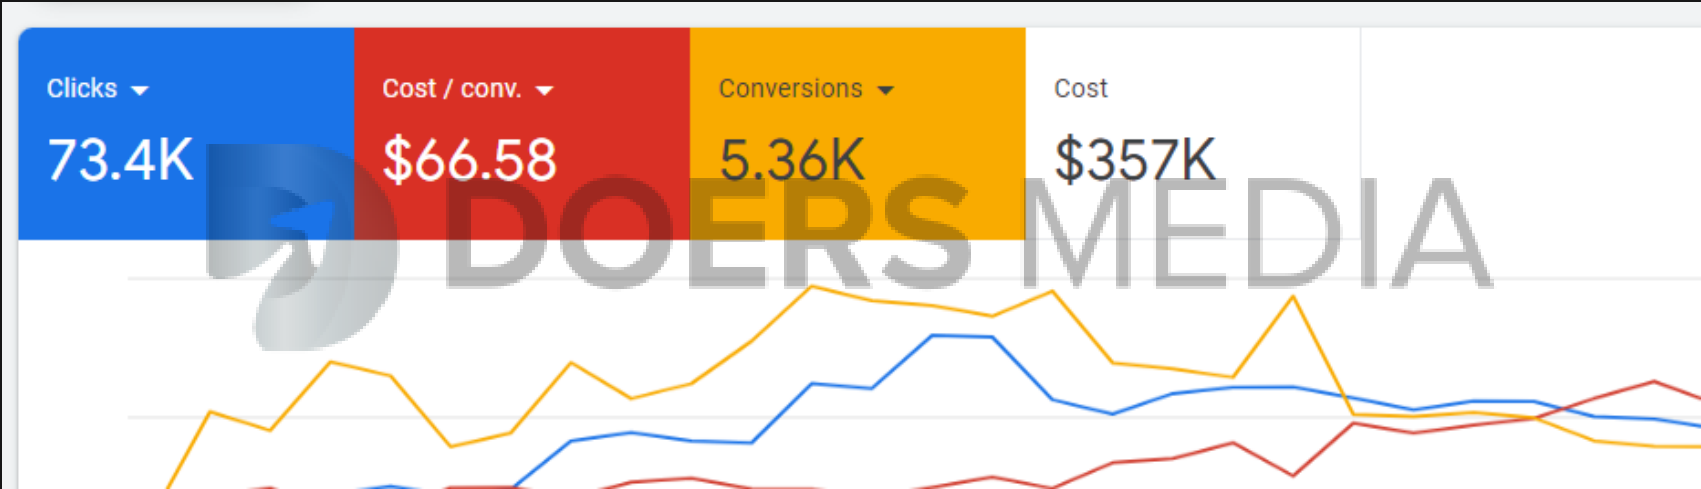 Clicks
73.4K
Cost / conv.
$66.58
Conversions
5.36K
Cost
$357K
DOERS MEDIA